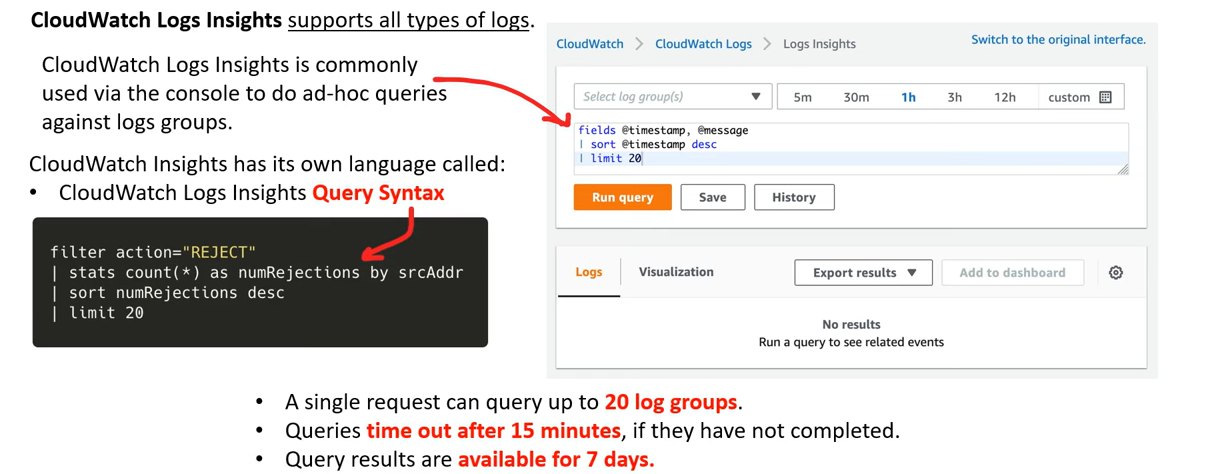 CloudWatch Logs Insights supports all types of logs.
CloudWatch Logs Insights is commonly
used via the console to do ad-hoc queries
against logs groups.
CloudWatch Insights has its own language called:
• CloudWatch Logs Insights Query Syntax
filter action="REJECT"
| stats count(*) as numRejections by srcAddr
| sort numRejections desc
| limit 20
CloudWatch > CloudWatch Logs > Logs Insights
Switch to the original interface.
Select log group(s) ▼ 5m 30m 1h 3h 12h custom
fields @timestamp, @message
| sort @timestamp desc
| limit 20
Run query Save History
Logs Visualization Export results ▼ Add to dashboard
No results
Run a query to see related events
• A single request can query up to 20 log groups.
• Queries time out after 15 minutes, if they have not completed.
• Query results are available for 7 days.